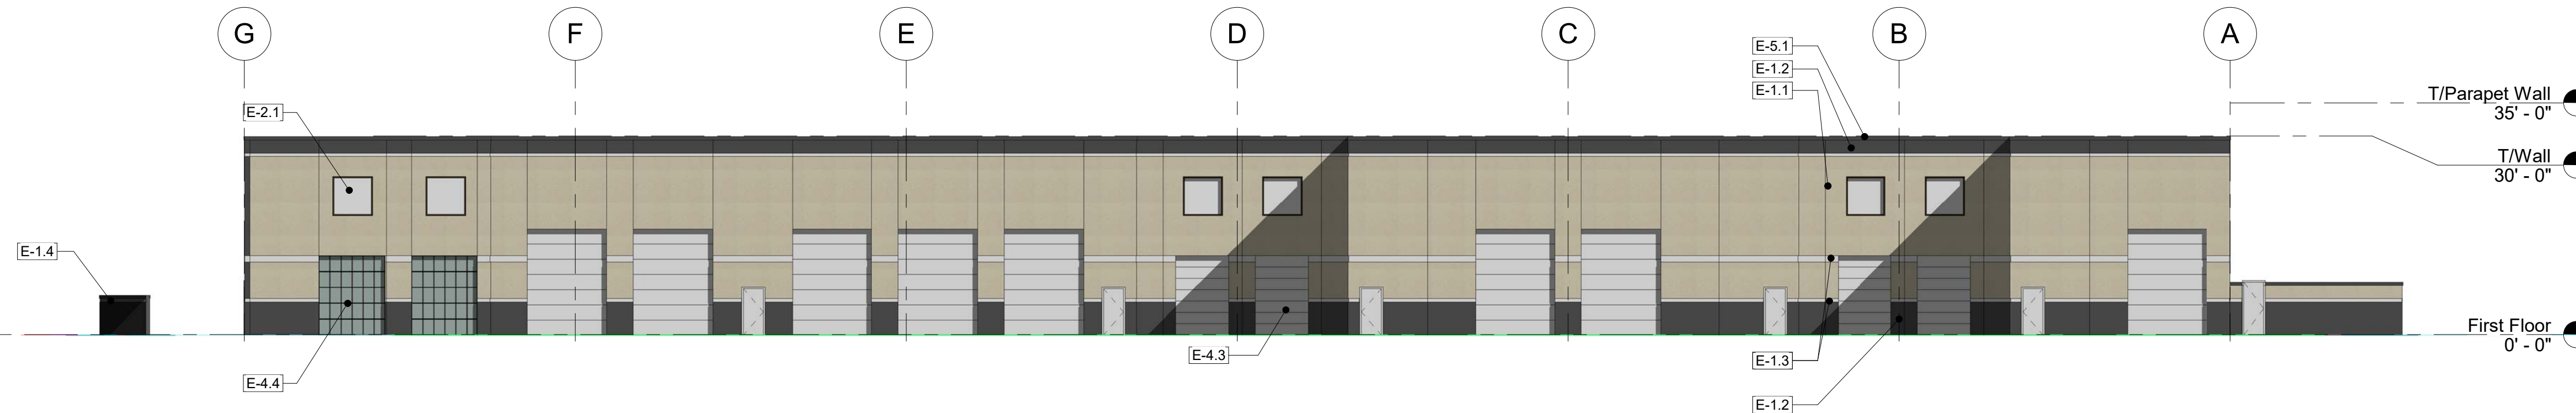 G
F
E
D
C
B
A
E-5.1
E-1.2
E-1.1
T/Parapet Wall
35' - 0"
E-2.1
T/Wall
30' - 0"
E-1.4
First Floor
0' - 0"
E-4.3
E-1.3
E-4.4
E-1.2